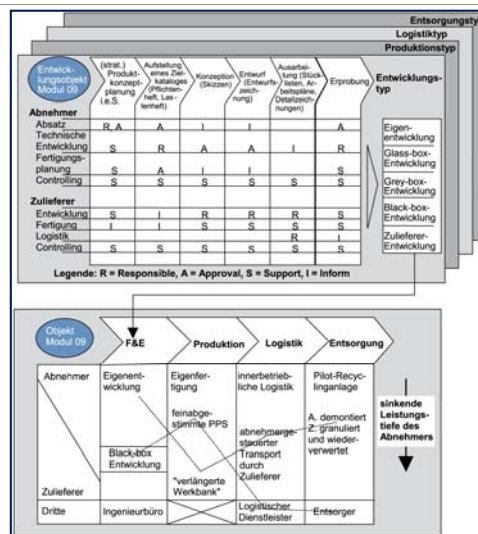 Entsorgungsty
Logistiktyp
Produktionstyp
Entwick-
lungsobjekt
Modul 09
(strat.)
Produkt-
konzept-
planung
i.e.S.
Aufstellung
eines Ziel-
kataloges
(Pflichten-
heft, Las-
tenheft)
Konzeption
(Skizzen)
Entwurf
(Entwurfs-
zeich-
nung)
Ausarbei-
tung (Stück-
listen, Ar-
beitspläne,
Detailzeich-
nungen)
Erprobung
Entwicklungs-
typ
Abnehmer
Absatz R, A A I I A
Technische
Entwicklung S R A A I R
Fertigungs-
planung S A I I S
Controlling S S S S S S
Zulieferer
Entwicklung S I R R R S
Fertigung I I S S S S
Logistik R I
Controlling S S S S S S
Eigen-
entwicklung
Glass-box-
Entwicklung
Grey-box-
Entwicklung
Black-box-
Entwicklung
Zulieferer-
Entwicklung
Legende: R = Responsible, A = Approval, S = Support, I = Inform
Objekt
Modul 09
F&E
Produktion
Logistik
Entsorgung
Abnehmer
Eigenent-
wicklung
Black-box
Entwicklung
Eigenfer-
tigung
feinabge-
stimmte PPS
"verlängerte
Werkbank"
innerbetrieb-
liche Logistik
abnehmerge-
steuerter
Transport
durch
Zulieferer
Pilot-Recyc-
linganlage
A. demontiert
Z. granuliert
und wieder-
verwertet
sinkende
Leistungs-
tiefe des
Abnehmers
Zulieferer
Dritte
Ingenieurbüro
Logistischer
Dienstleister
Entsorger